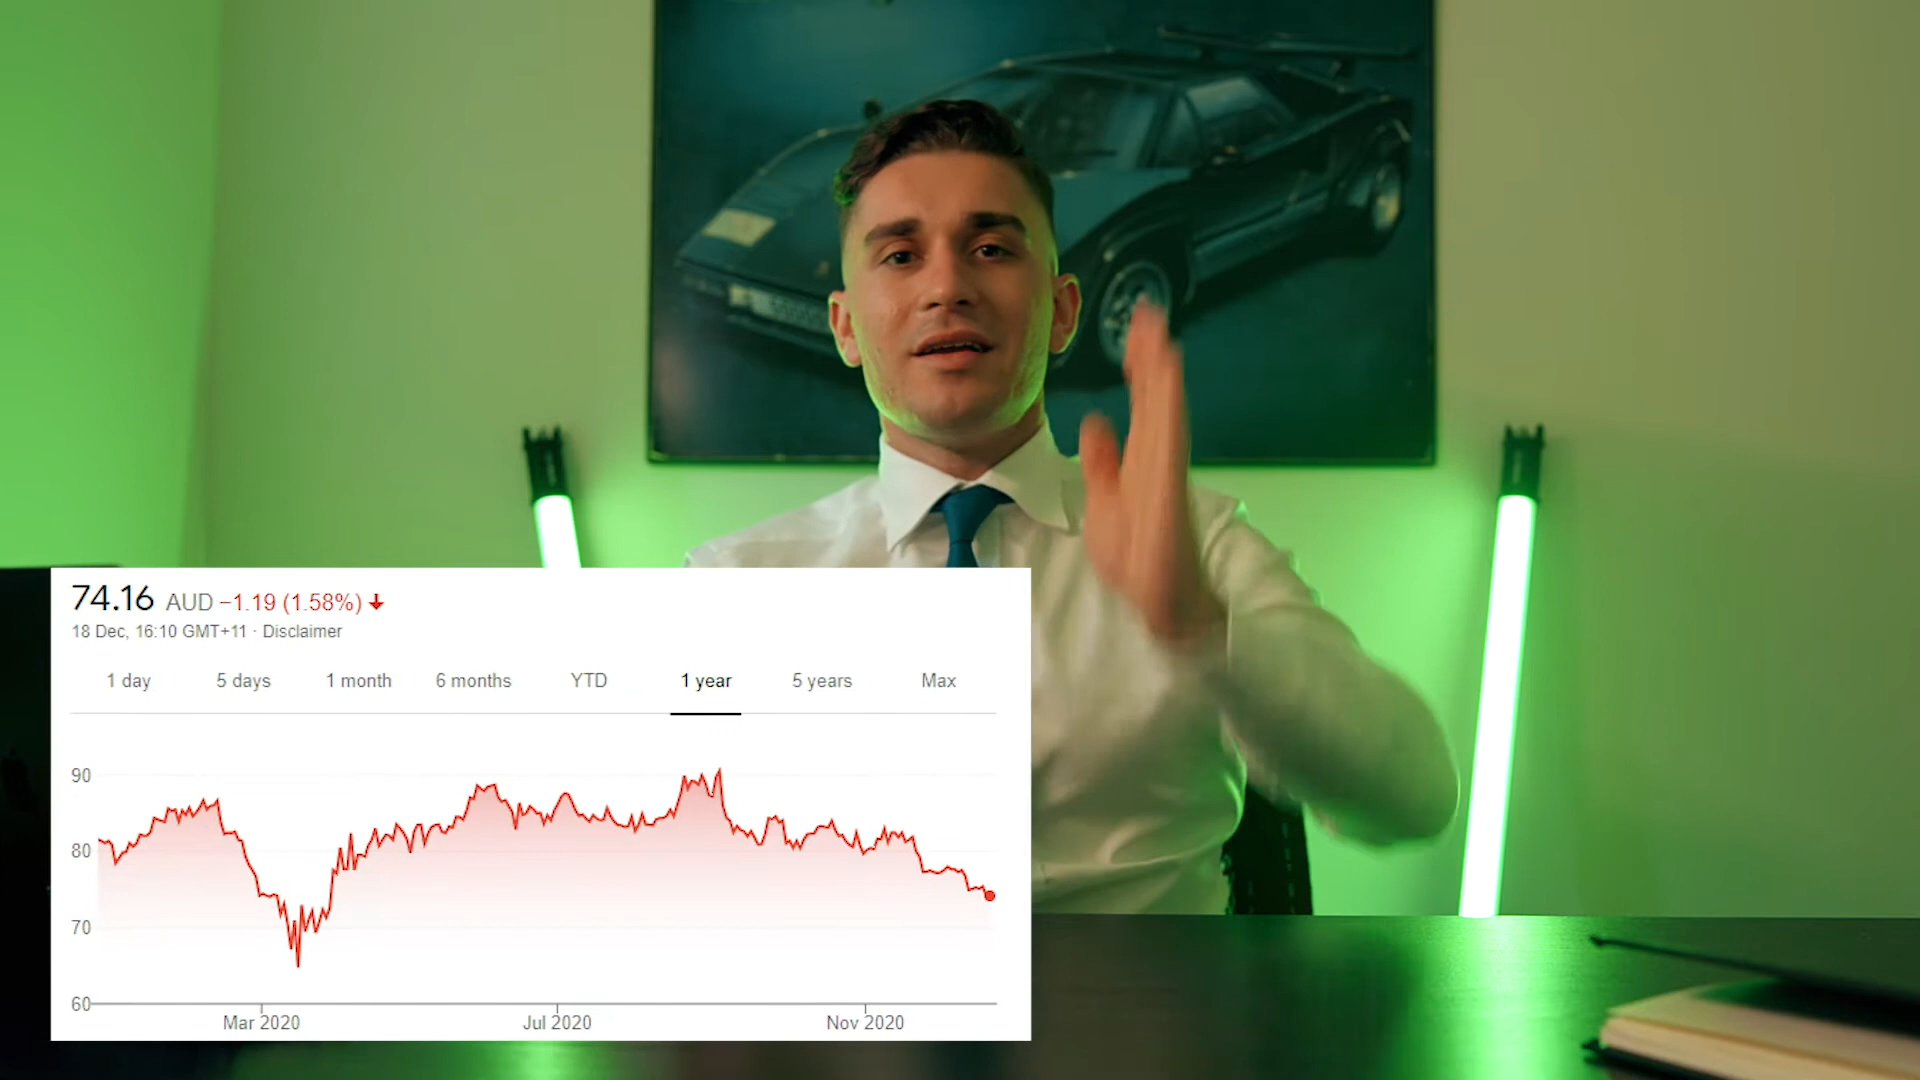 74.16 AUD −1.19 (1.58%) ↓
18 Dec, 16:10 GMT+11 · Disclaimer
1 day 5 days 1 month 6 months YTD 1 year 5 years Max
90
80
70
60
Mar 2020 Jul 2020 Nov 2020